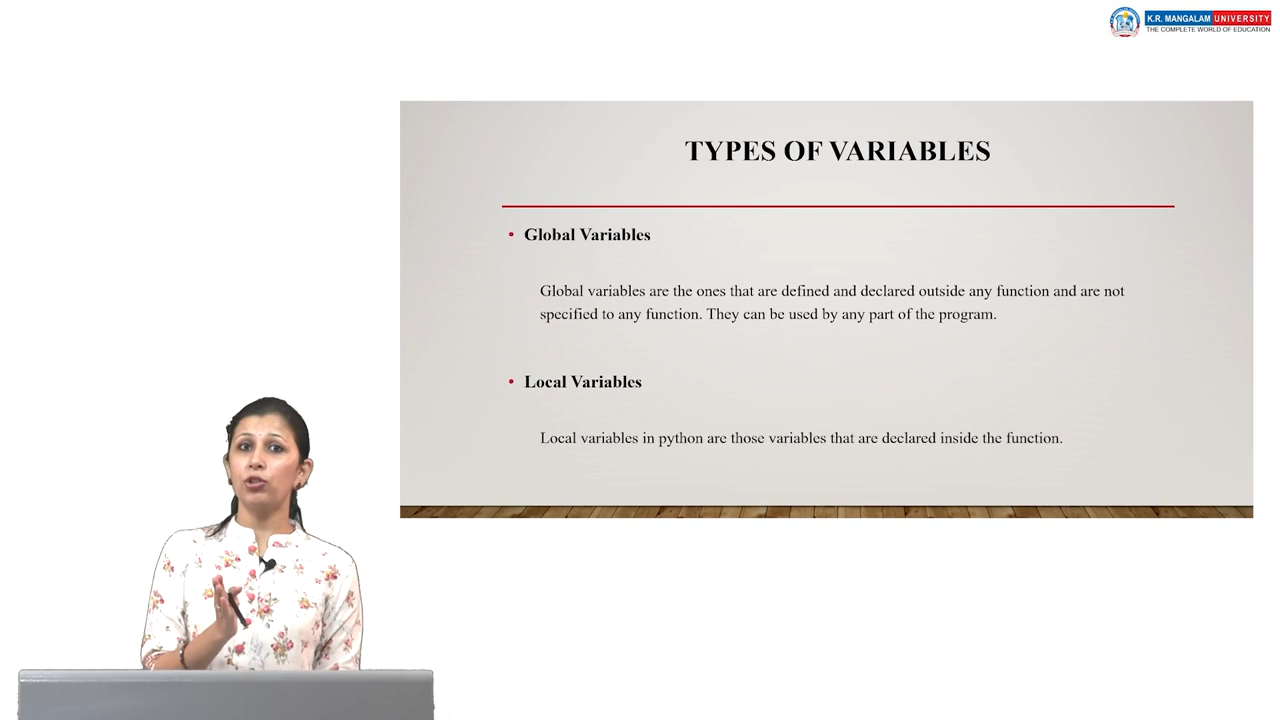 K.R. MANGALAM UNIVERSITY
THE COMPLETE WORLD OF EDUCATION
TYPES OF VARIABLES
• Global Variables
Global variables are the ones that are defined and declared outside any function and are not
specified to any function. They can be used by any part of the program.
• Local Variables
Local variables in python are those variables that are declared inside the function.